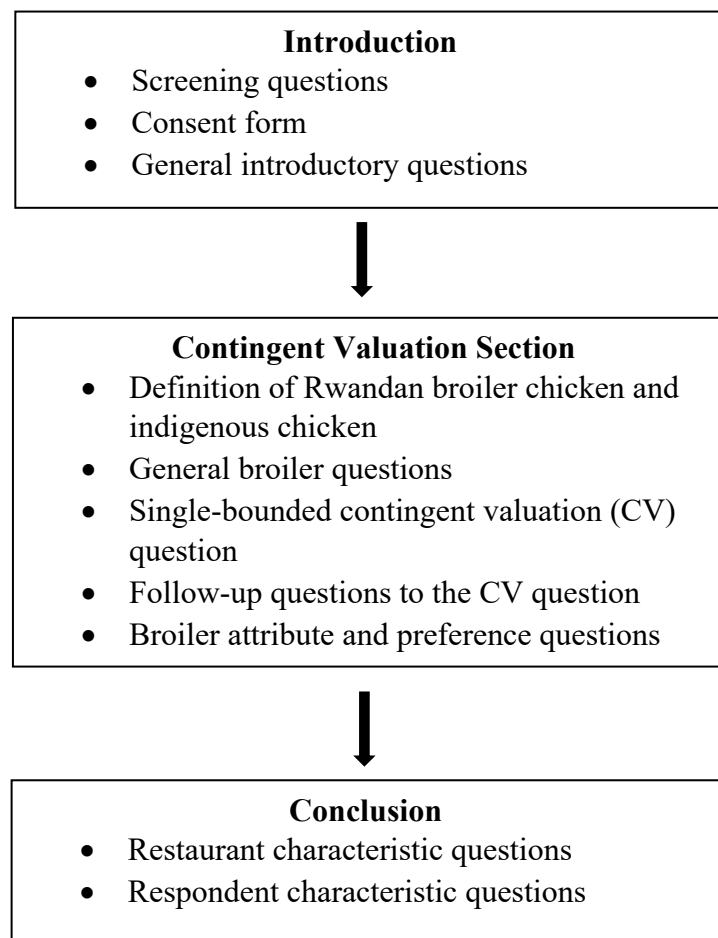 Introduction
• Screening questions
• Consent form
• General introductory questions
Contingent Valuation Section
• Definition of Rwandan broiler chicken and
indigenous chicken
• General broiler questions
• Single-bounded contingent valuation (CV)
question
• Follow-up questions to the CV question
• Broiler attribute and preference questions
Conclusion
• Restaurant characteristic questions
• Respondent characteristic questions